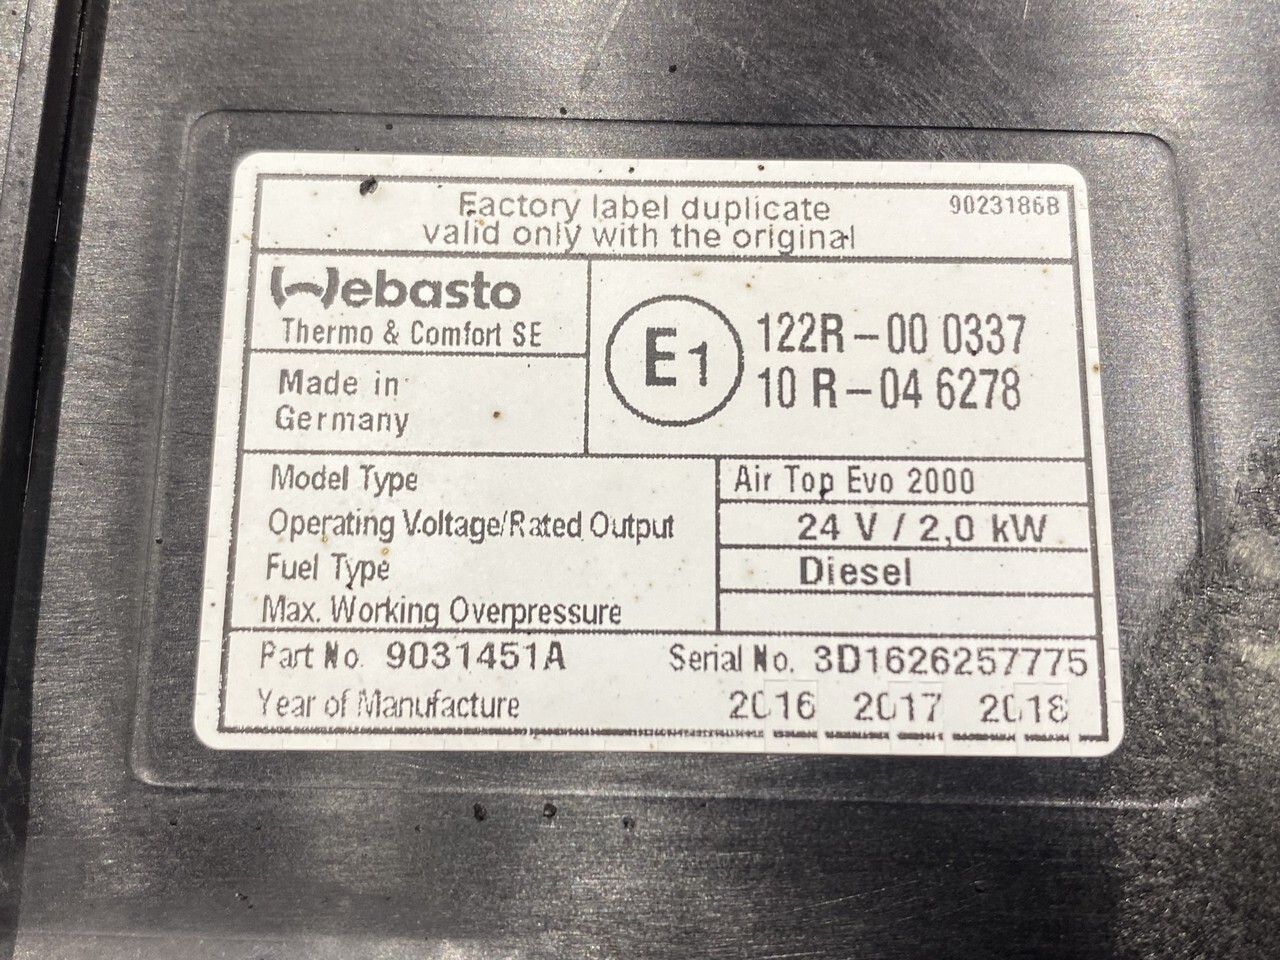 Factory label duplicate
valid only with the original
9023186B
Webasto
Thermo & Comfort SE
Made in
Germany
E1
122R-00 0337
10 R-04 6278
Model Type Air Top Evo 2000
Operating Voltage/Rated Output 24 V / 2,0 kW
Fuel Type Diesel
Max. Working Overpressure
Part No. 9031451A Serial No. 3D1626257775
Year of Manufacture 2016 2017 2018